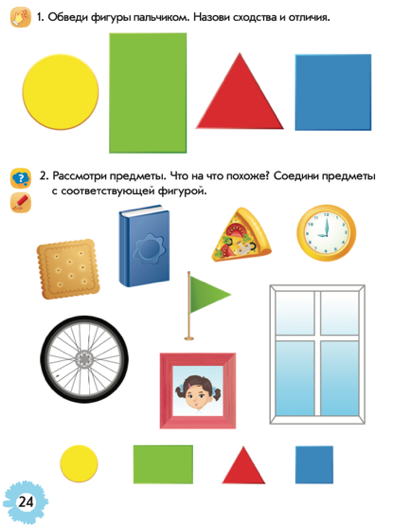 1. Обведи фигуры пальчиком. Назови сходства и отличия.
2. Рассмотри предметы. Что на что похоже? Соедини предметы
с соответствующей фигурой.
24